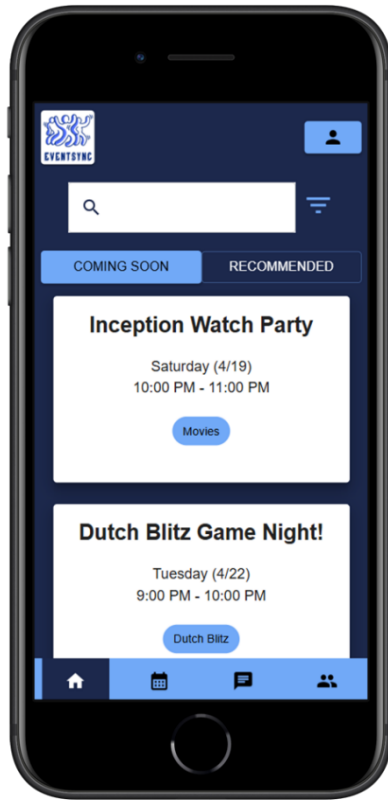 EVENTSYNC
COMING SOON
RECOMMENDED
Inception Watch Party
Saturday (4/19)
10:00 PM - 11:00 PM
Movies
Dutch Blitz Game Night!
Tuesday (4/22)
9:00 PM - 10:00 PM
Dutch Blitz